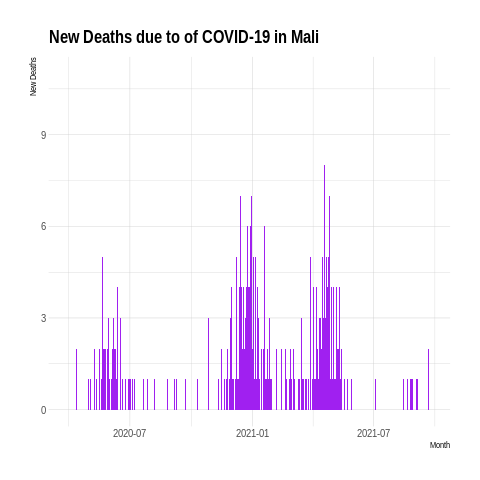 New Deaths due to of COVID-19 in Mali
New Deaths
9
6
3
0
2020-07 2021-01 2021-07
Month